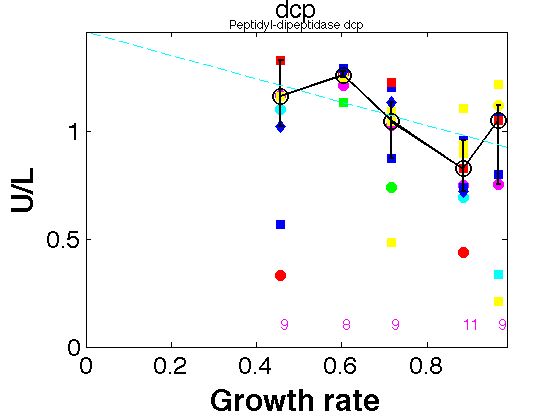 dcp
Peptidyl-dipeptidase dcp
U/L
1
0.5
0
9 8 9 11 9
0 0.2 0.4 0.6 0.8
Growth rate